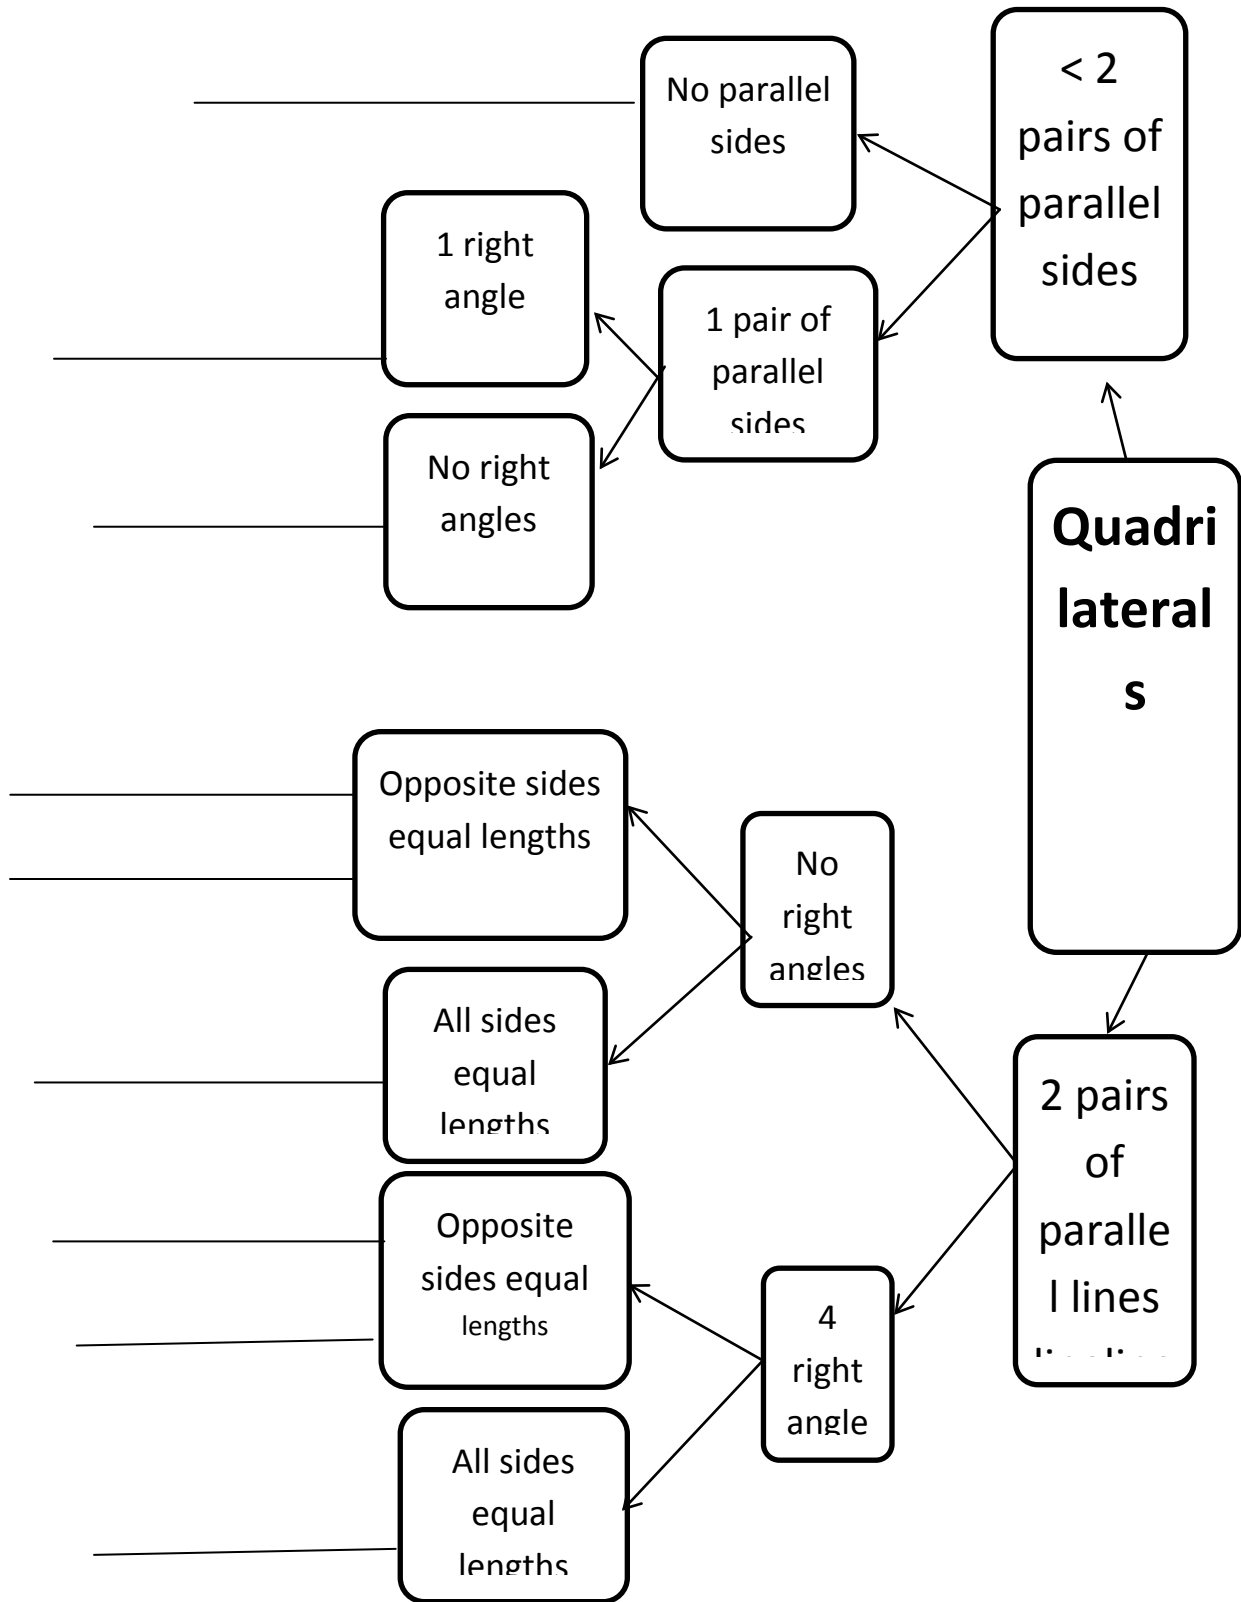 < 2
pairs of
parallel
sides
No parallel
sides
1 right
angle
1 pair of
parallel
sides
No right
angles
Quadri
lateral
s
Opposite sides
equal lengths
No
right
angles
All sides
equal
lengths
2 pairs
of
paralle
l lines
Opposite
sides equal
lengths
4
right
angle
All sides
equal
lengths